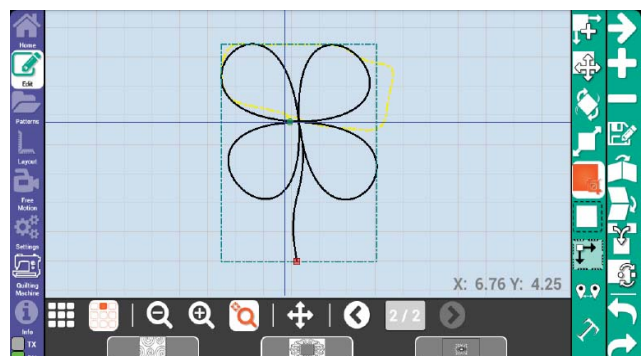 Home
Edit
Patterns
Layout
Free
Motion
Settings
Quilting
Machine
Info
TX
X: 6.76 Y: 4.25
2 / 2